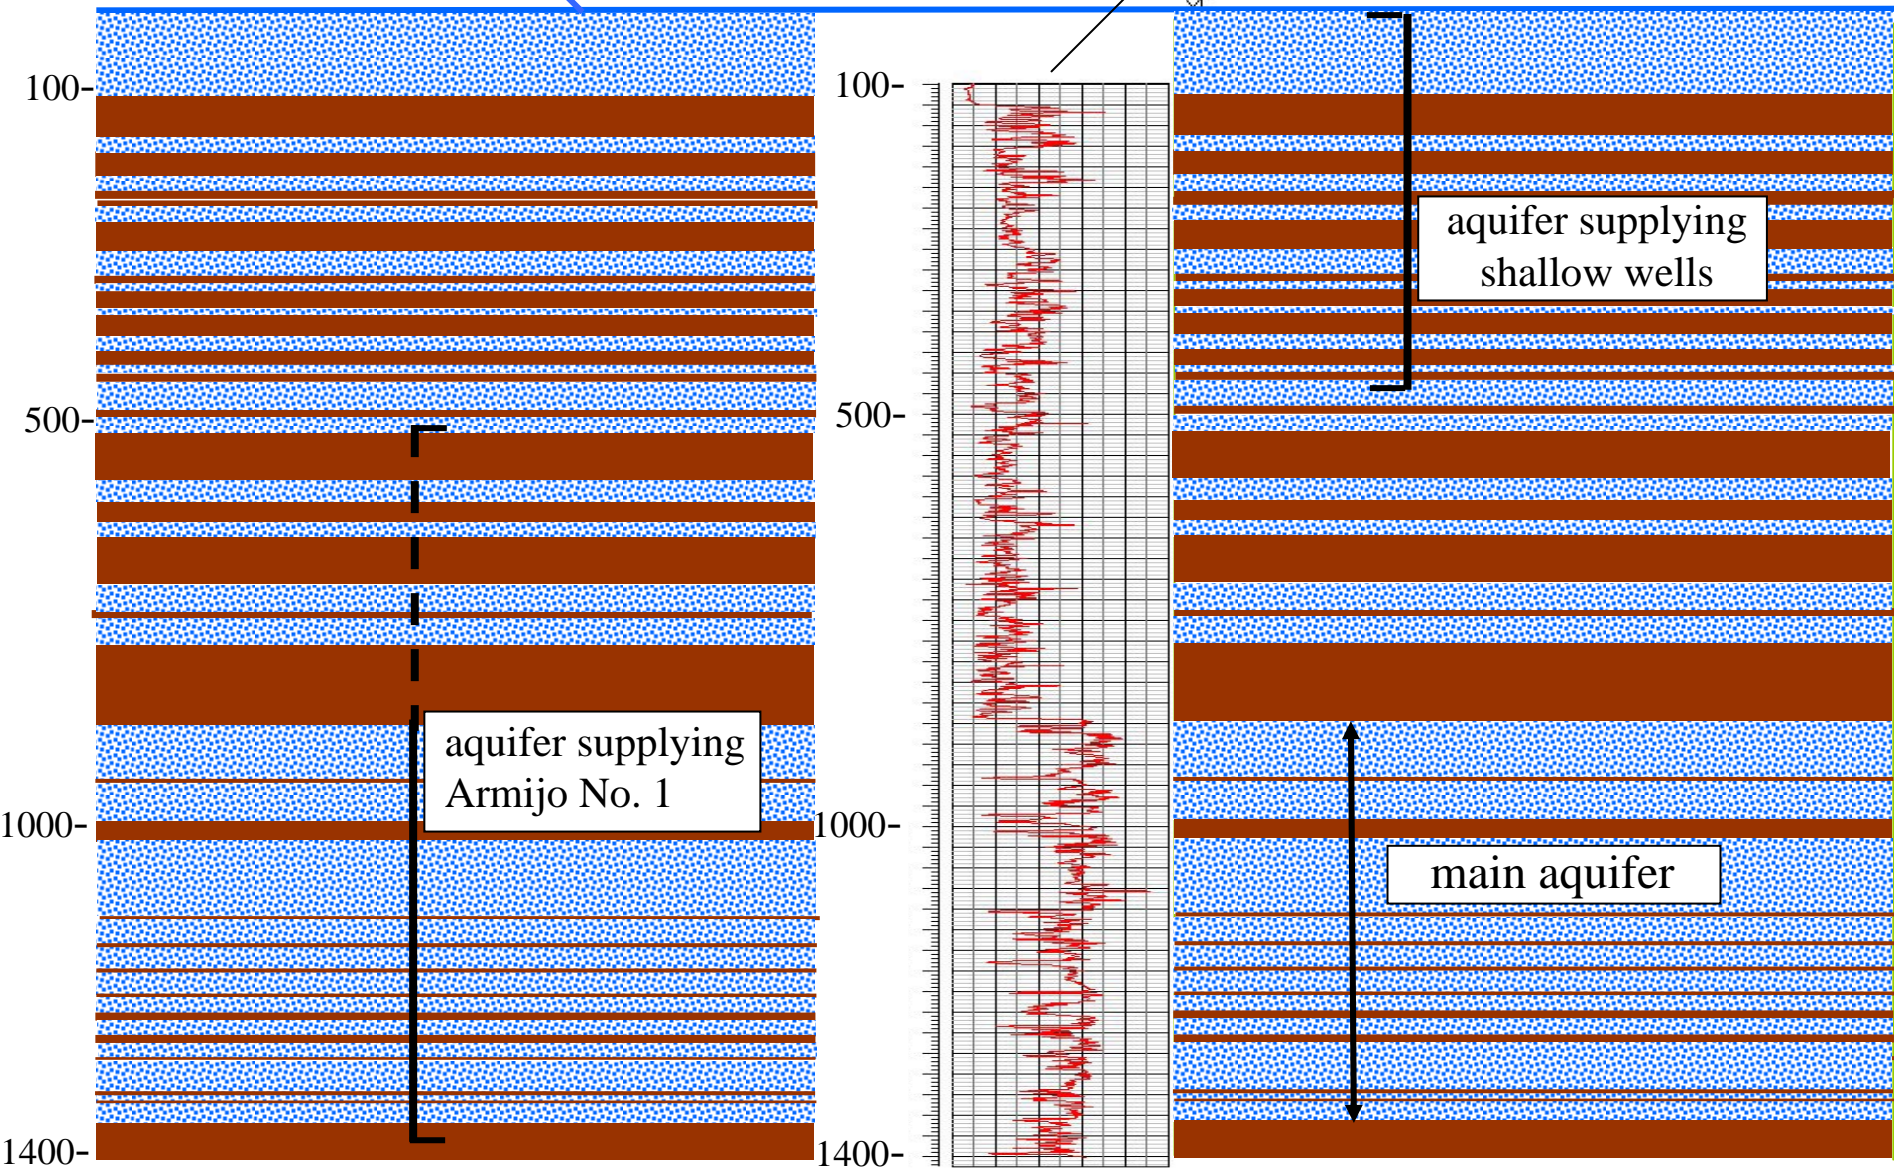 100-
500-
1000-
1400-
aquifer supplying
Armijo No. 1
100-
500-
1000-
1400-
aquifer supplying
shallow wells
main aquifer